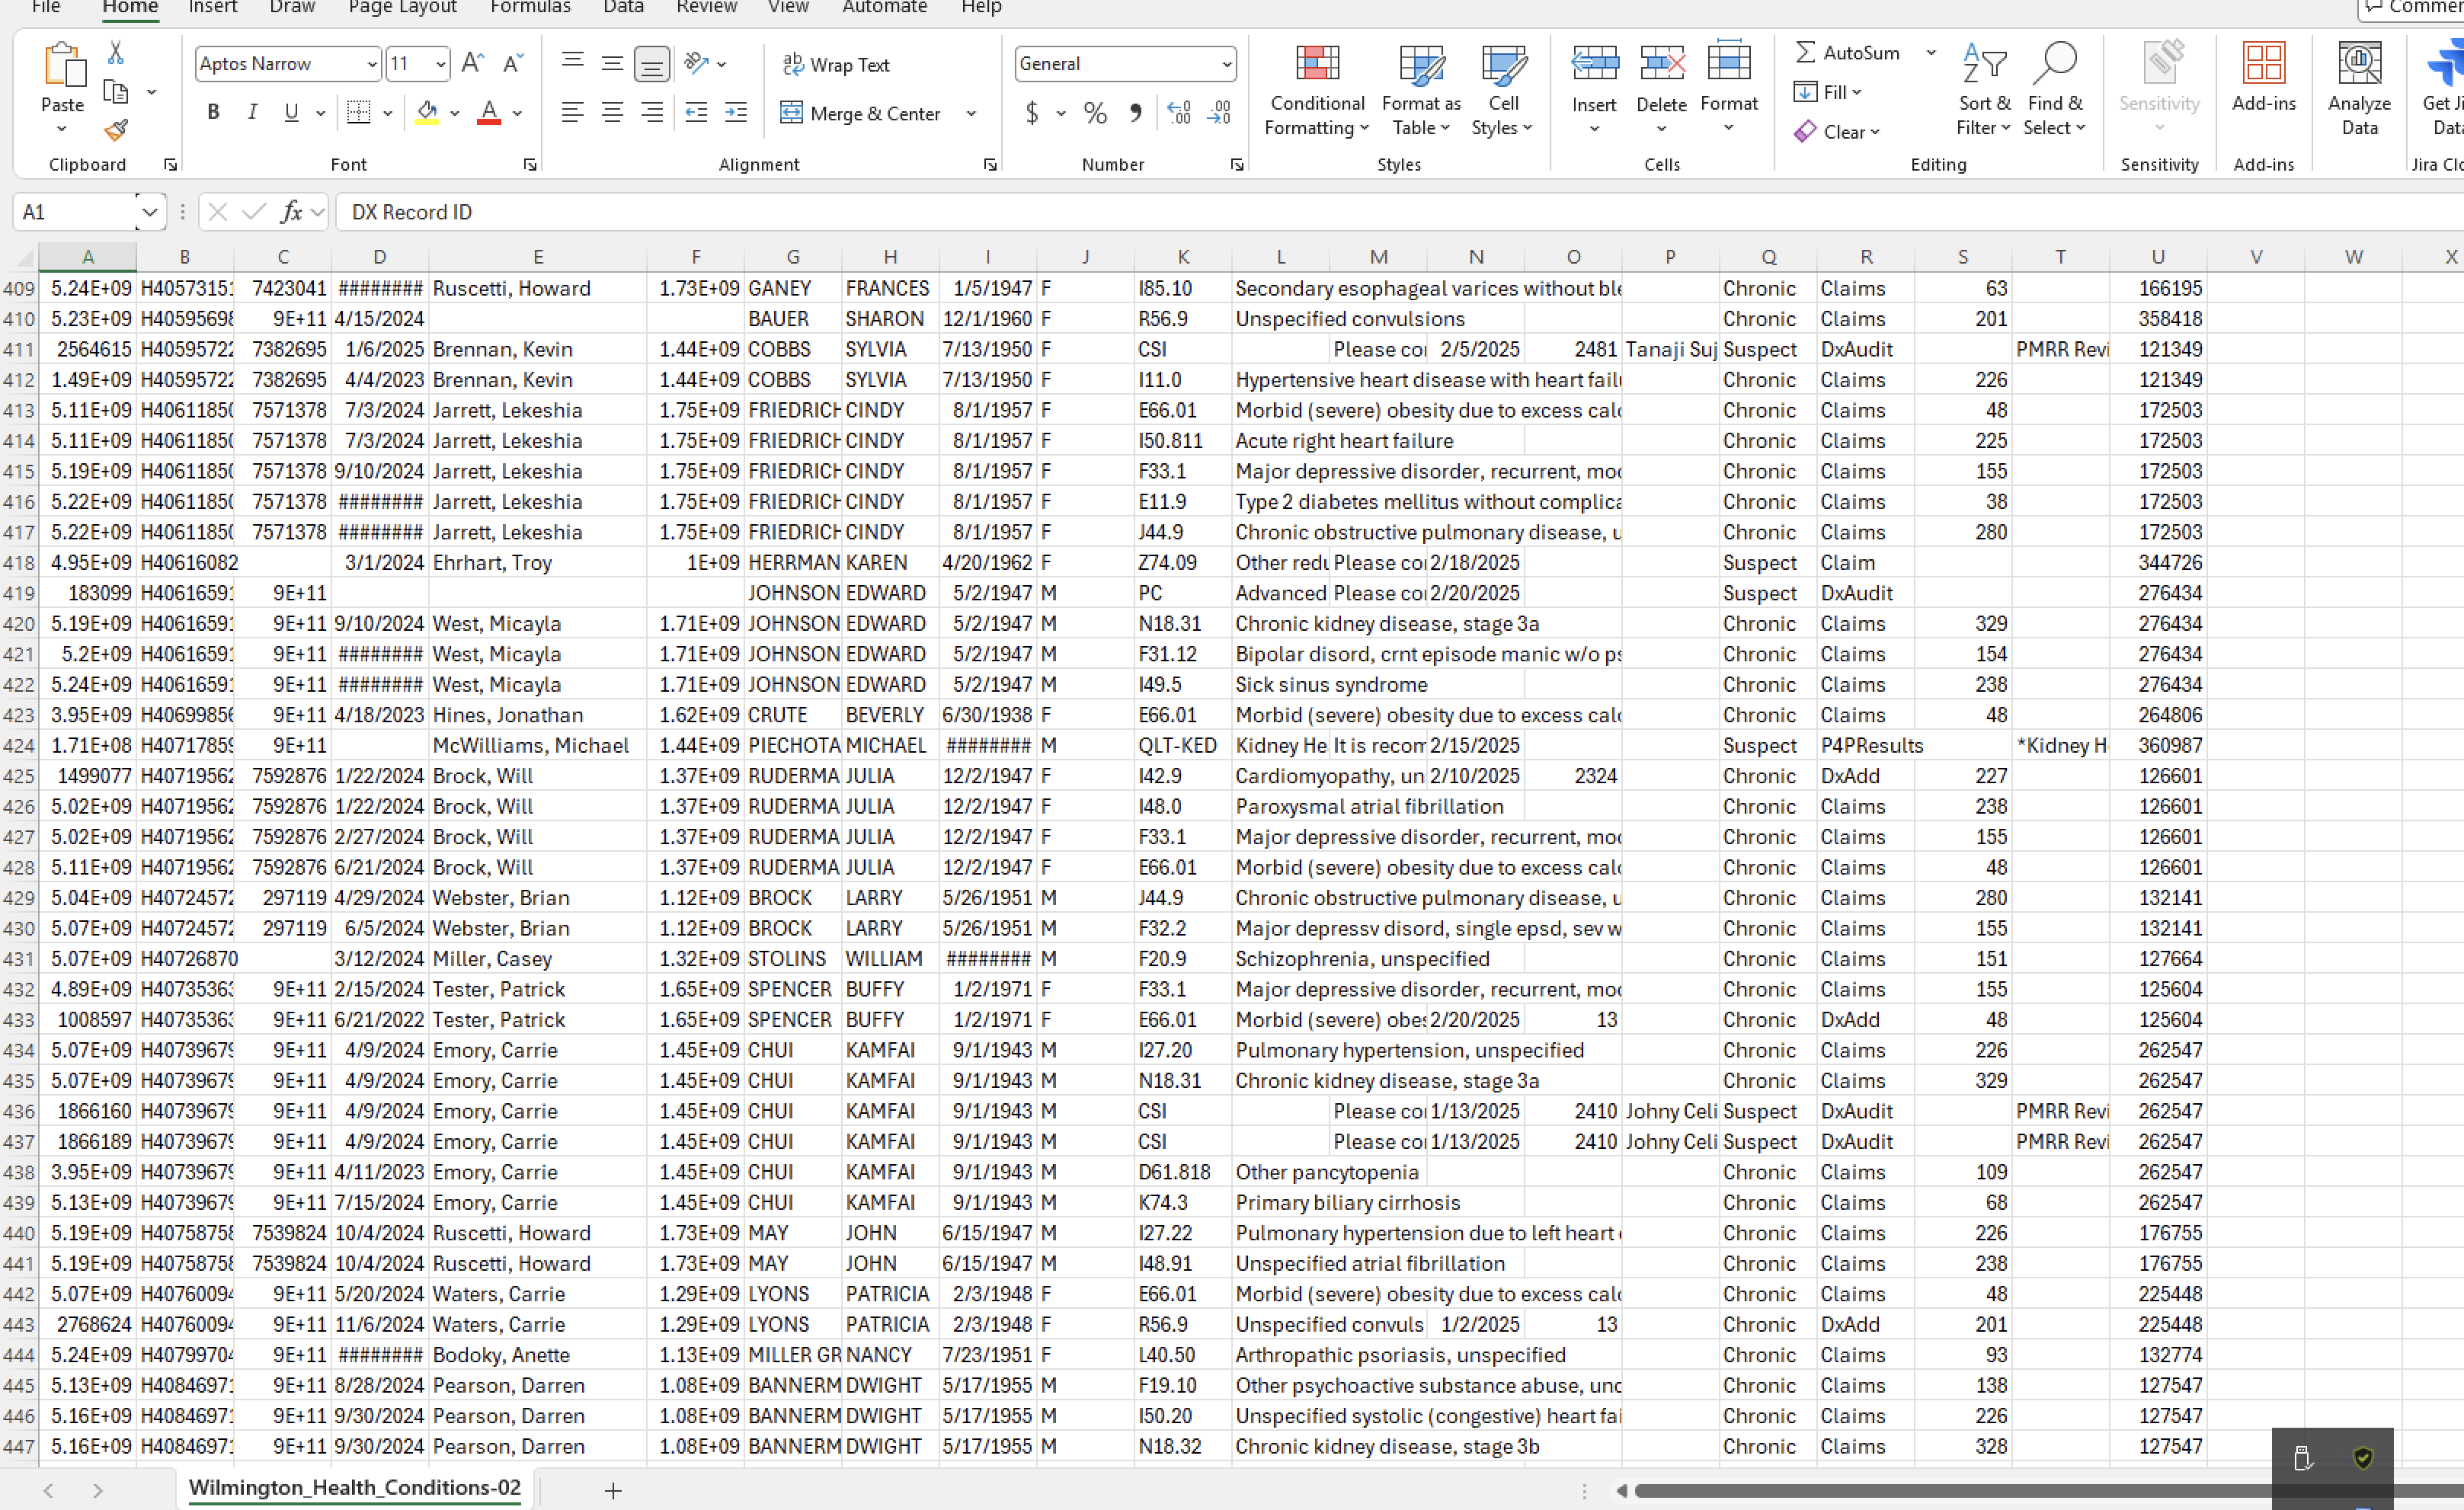 File Home Insert Draw Page Layout Formulas Data Review View Automate Help Commen
Paste Aptos Narrow 11 Wrap Text General Conditional Formatting Format as Table Cell Styles Insert Delete Format AutoSum Fill Clear Sort & Filter Find & Select Sensitivity Add-ins Analyze Data Get Ji Data
B I U Merge & Center $ %
Clipboard Font Alignment Number Styles Cells Editing Sensitivity Add-ins Jira Clo
A1 fx DX Record ID
A B C D E F G H I J K L M N O P Q R S T U V W X
409 5.24E+09 H40573151 7423041 ######## Ruscetti, Howard 1.73E+09 GANEY FRANCES 1/5/1947 F I85.10 Secondary esophageal varices without ble Chronic Claims 63 166195
410 5.23E+09 H40595698 9E+11 4/15/2024 BAUER SHARON 12/1/1960 F R56.9 Unspecified convulsions Chronic Claims 201 358418
411 2564615 H40595722 7382695 1/6/2025 Brennan, Kevin 1.44E+09 COBBS SYLVIA 7/13/1950 F CSI Please cor 2/5/2025 2481 Tanaji Suj Suspect DxAudit PMRR Revi 121349
412 1.49E+09 H40595722 7382695 4/4/2023 Brennan, Kevin 1.44E+09 COBBS SYLVIA 7/13/1950 F I11.0 Hypertensive heart disease with heart failu Chronic Claims 226 121349
413 5.11E+09 H40611850 7571378 7/3/2024 Jarrett, Lekeshia 1.75E+09 FRIEDRICH CINDY 8/1/1957 F E66.01 Morbid (severe) obesity due to excess calo Chronic Claims 48 172503
414 5.11E+09 H40611850 7571378 7/3/2024 Jarrett, Lekeshia 1.75E+09 FRIEDRICH CINDY 8/1/1957 F I50.811 Acute right heart failure Chronic Claims 225 172503
415 5.19E+09 H40611850 7571378 9/10/2024 Jarrett, Lekeshia 1.75E+09 FRIEDRICH CINDY 8/1/1957 F F33.1 Major depressive disorder, recurrent, mod Chronic Claims 155 172503
416 5.22E+09 H40611850 7571378 ######## Jarrett, Lekeshia 1.75E+09 FRIEDRICH CINDY 8/1/1957 F E11.9 Type 2 diabetes mellitus without complica Chronic Claims 38 172503
417 5.22E+09 H40611850 7571378 ######## Jarrett, Lekeshia 1.75E+09 FRIEDRICH CINDY 8/1/1957 F J44.9 Chronic obstructive pulmonary disease, u Chronic Claims 280 172503
418 4.95E+09 H40616082 3/1/2024 Ehrhart, Troy 1E+09 HERRMAN KAREN 4/20/1962 F Z74.09 Other redu Please cor 2/18/2025 Suspect Claim 344726
419 183099 H40616591 9E+11 JOHNSON EDWARD 5/2/1947 M PC Advanced Please cor 2/20/2025 Suspect DxAudit 276434
420 5.19E+09 H40616591 9E+11 9/10/2024 West, Micayla 1.71E+09 JOHNSON EDWARD 5/2/1947 M N18.31 Chronic kidney disease, stage 3a Chronic Claims 329 276434
421 5.2E+09 H40616591 9E+11 ######## West, Micayla 1.71E+09 JOHNSON EDWARD 5/2/1947 M F31.12 Bipolar disord, crnt episode manic w/o ps Chronic Claims 154 276434
422 5.24E+09 H40616591 9E+11 ######## West, Micayla 1.71E+09 JOHNSON EDWARD 5/2/1947 M I49.5 Sick sinus syndrome Chronic Claims 238 276434
423 3.95E+09 H40699856 9E+11 4/18/2023 Hines, Jonathan 1.62E+09 CRUTE BEVERLY 6/30/1938 F E66.01 Morbid (severe) obesity due to excess calo Chronic Claims 48 264806
424 1.71E+08 H40717859 9E+11 McWilliams, Michael 1.44E+09 PIECHOTA MICHAEL ######## M QLT-KED Kidney He It is recom 2/15/2025 Suspect P4PResults *Kidney H 360987
425 1499077 H40719562 7592876 1/22/2024 Brock, Will 1.37E+09 RUDERMA JULIA 12/2/1947 F I42.9 Cardiomyopathy, un 2/10/2025 2324 Chronic DxAdd 227 126601
426 5.02E+09 H40719562 7592876 1/22/2024 Brock, Will 1.37E+09 RUDERMA JULIA 12/2/1947 F I48.0 Paroxysmal atrial fibrillation Chronic Claims 238 126601
427 5.02E+09 H40719562 7592876 2/27/2024 Brock, Will 1.37E+09 RUDERMA JULIA 12/2/1947 F F33.1 Major depressive disorder, recurrent, mod Chronic Claims 155 126601
428 5.11E+09 H40719562 7592876 6/21/2024 Brock, Will 1.37E+09 RUDERMA JULIA 12/2/1947 F E66.01 Morbid (severe) obesity due to excess calo Chronic Claims 48 126601
429 5.04E+09 H40724572 297119 4/29/2024 Webster, Brian 1.12E+09 BROCK LARRY 5/26/1951 M J44.9 Chronic obstructive pulmonary disease, u Chronic Claims 280 132141
430 5.07E+09 H40724572 297119 6/5/2024 Webster, Brian 1.12E+09 BROCK LARRY 5/26/1951 M F32.2 Major depressv disord, single epsd, sev w Chronic Claims 155 132141
431 5.07E+09 H40726870 3/12/2024 Miller, Casey 1.32E+09 STOLINS WILLIAM ######## M F20.9 Schizophrenia, unspecified Chronic Claims 151 127664
432 4.89E+09 H40735363 9E+11 2/15/2024 Tester, Patrick 1.65E+09 SPENCER BUFFY 1/2/1971 F F33.1 Major depressive disorder, recurrent, mod Chronic Claims 155 125604
433 1008597 H40735363 9E+11 6/21/2022 Tester, Patrick 1.65E+09 SPENCER BUFFY 1/2/1971 F E66.01 Morbid (severe) obes 2/20/2025 13 Chronic DxAdd 48 125604
434 5.07E+09 H40739679 9E+11 4/9/2024 Emory, Carrie 1.45E+09 CHUI KAMFAI 9/1/1943 M I27.20 Pulmonary hypertension, unspecified Chronic Claims 226 262547
435 5.07E+09 H40739679 9E+11 4/9/2024 Emory, Carrie 1.45E+09 CHUI KAMFAI 9/1/1943 M N18.31 Chronic kidney disease, stage 3a Chronic Claims 329 262547
436 1866160 H40739679 9E+11 4/9/2024 Emory, Carrie 1.45E+09 CHUI KAMFAI 9/1/1943 M CSI Please cor 1/13/2025 2410 Johny Celi Suspect DxAudit PMRR Revi 262547
437 1866189 H40739679 9E+11 4/9/2024 Emory, Carrie 1.45E+09 CHUI KAMFAI 9/1/1943 M CSI Please cor 1/13/2025 2410 Johny Celi Suspect DxAudit PMRR Revi 262547
438 3.95E+09 H40739679 9E+11 4/11/2023 Emory, Carrie 1.45E+09 CHUI KAMFAI 9/1/1943 M D61.818 Other pancytopenia Chronic Claims 109 262547
439 5.13E+09 H40739679 9E+11 7/15/2024 Emory, Carrie 1.45E+09 CHUI KAMFAI 9/1/1943 M K74.3 Primary biliary cirrhosis Chronic Claims 68 262547
440 5.19E+09 H40758758 7539824 10/4/2024 Ruscetti, Howard 1.73E+09 MAY JOHN 6/15/1947 M I27.22 Pulmonary hypertension due to left heart Chronic Claims 226 176755
441 5.19E+09 H40758758 7539824 10/4/2024 Ruscetti, Howard 1.73E+09 MAY JOHN 6/15/1947 M I48.91 Unspecified atrial fibrillation Chronic Claims 238 176755
442 5.07E+09 H40760094 9E+11 5/20/2024 Waters, Carrie 1.29E+09 LYONS PATRICIA 2/3/1948 F E66.01 Morbid (severe) obesity due to excess calo Chronic Claims 48 225448
443 2768624 H40760094 9E+11 11/6/2024 Waters, Carrie 1.29E+09 LYONS PATRICIA 2/3/1948 F R56.9 Unspecified convuls 1/2/2025 13 Chronic DxAdd 201 225448
444 5.24E+09 H40799704 9E+11 ######## Bodoky, Anette 1.13E+09 MILLER GR NANCY 7/23/1951 F L40.50 Arthropathic psoriasis, unspecified Chronic Claims 93 132774
445 5.13E+09 H40846971 9E+11 8/28/2024 Pearson, Darren 1.08E+09 BANNERM DWIGHT 5/17/1955 M F19.10 Other psychoactive substance abuse, unc Chronic Claims 138 127547
446 5.16E+09 H40846971 9E+11 9/30/2024 Pearson, Darren 1.08E+09 BANNERM DWIGHT 5/17/1955 M I50.20 Unspecified systolic (congestive) heart fai Chronic Claims 226 127547
447 5.16E+09 H40846971 9E+11 9/30/2024 Pearson, Darren 1.08E+09 BANNERM DWIGHT 5/17/1955 M N18.32 Chronic kidney disease, stage 3b Chronic Claims 328 127547
Wilmington_Health_Conditions-02